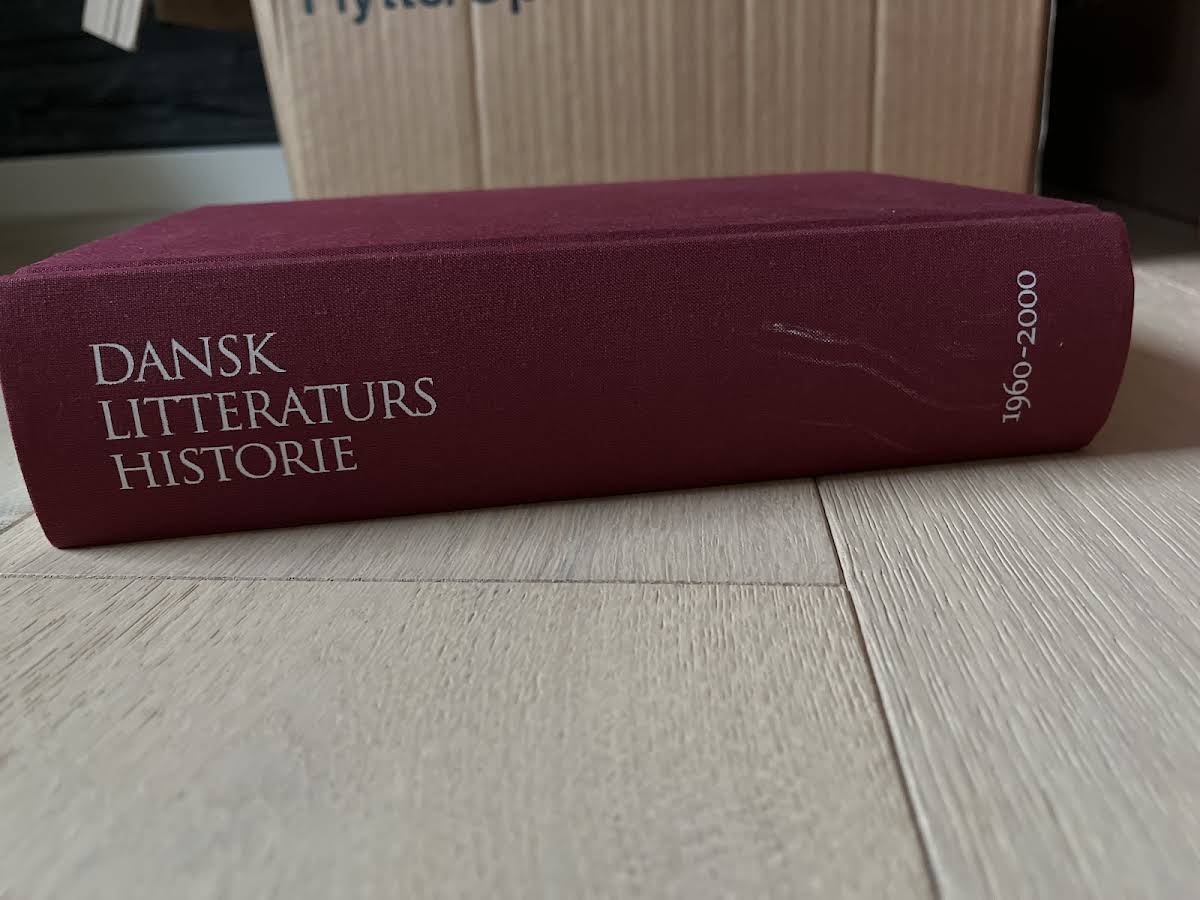 DANSK
LITTERATURS
HISTORIE
1960-2000